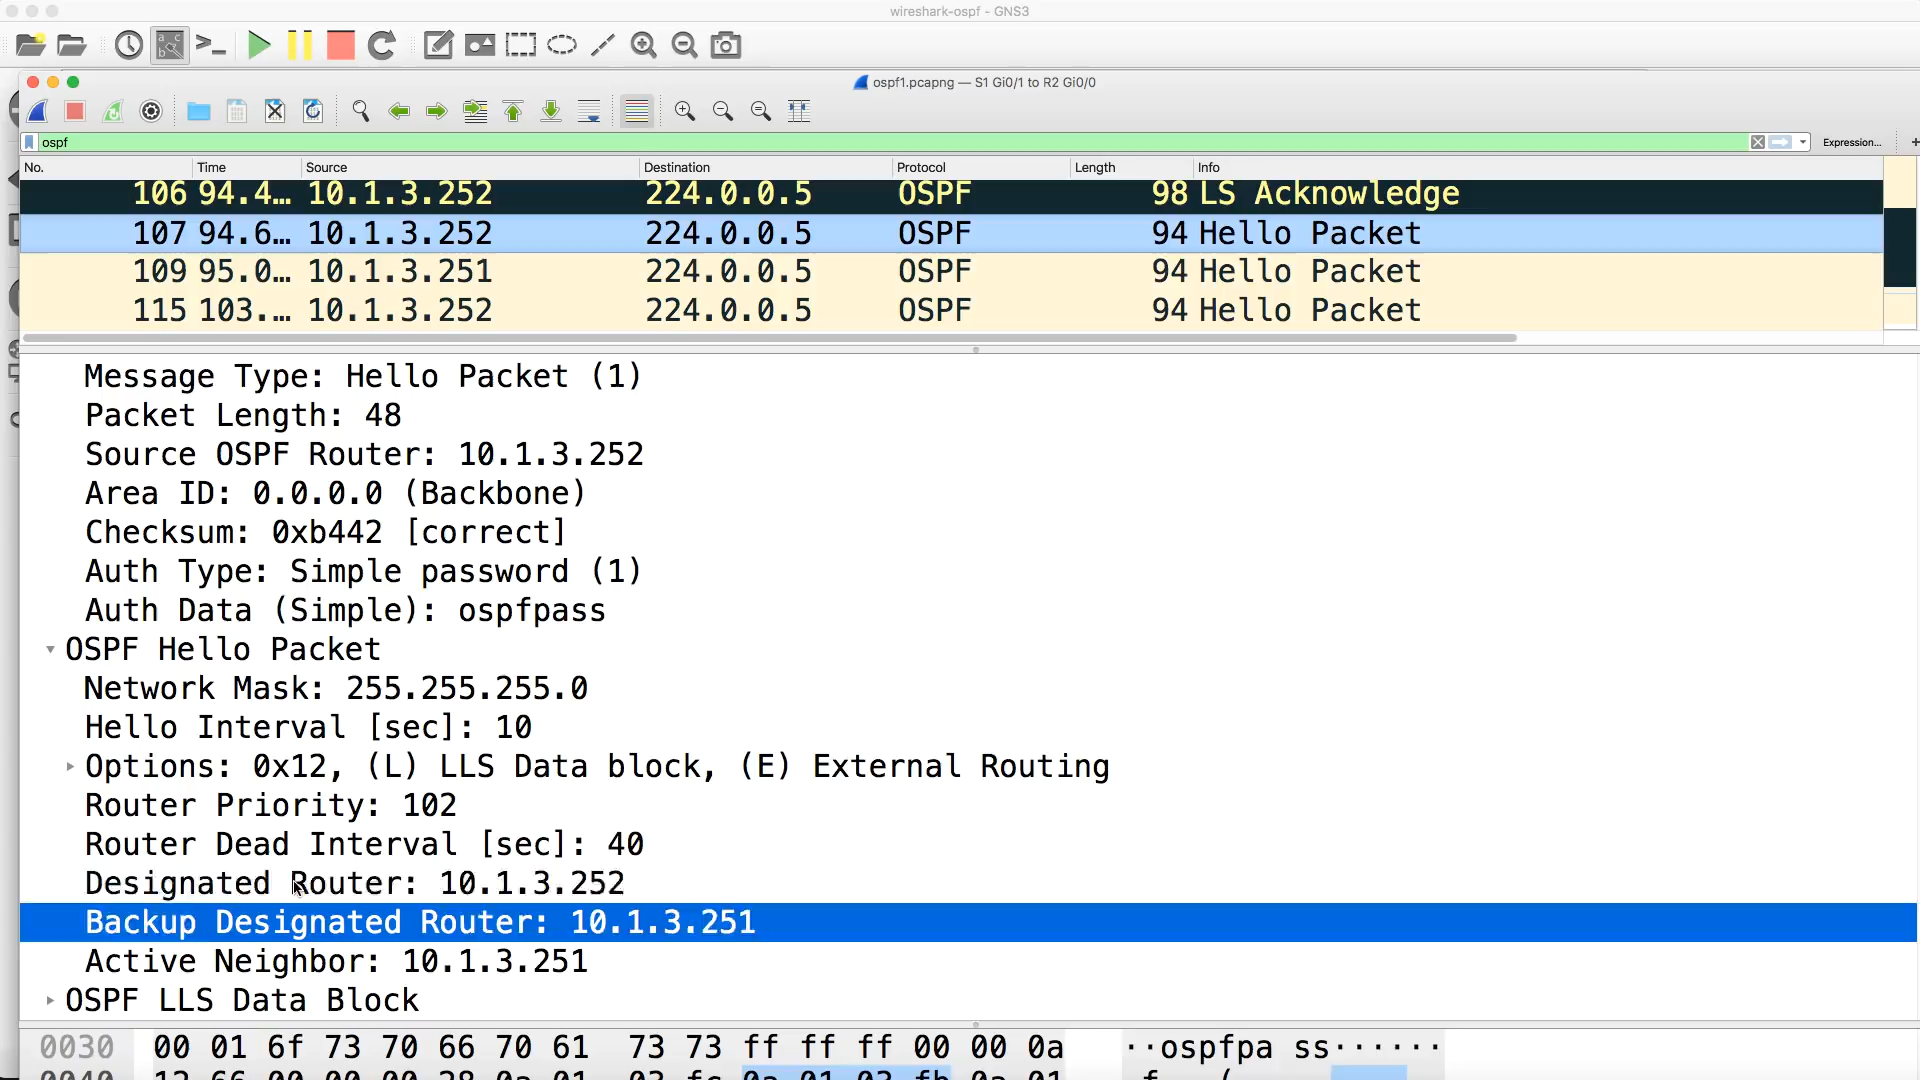 wireshark-ospf - GNS3
ospf1.pcapng — S1 Gi0/1 to R2 Gi0/0
ospf
Expression...
+
No. Time Source Destination Protocol Length Info
106 94.4… 10.1.3.252 224.0.0.5 OSPF 98 LS Acknowledge
107 94.6… 10.1.3.252 224.0.0.5 OSPF 94 Hello Packet
109 95.0… 10.1.3.251 224.0.0.5 OSPF 94 Hello Packet
115 103.… 10.1.3.252 224.0.0.5 OSPF 94 Hello Packet
Message Type: Hello Packet (1)
Packet Length: 48
Source OSPF Router: 10.1.3.252
Area ID: 0.0.0.0 (Backbone)
Checksum: 0xb442 [correct]
Auth Type: Simple password (1)
Auth Data (Simple): ospfpass
OSPF Hello Packet
Network Mask: 255.255.255.0
Hello Interval [sec]: 10
Options: 0x12, (L) LLS Data block, (E) External Routing
Router Priority: 102
Router Dead Interval [sec]: 40
Designated Router: 10.1.3.252
Backup Designated Router: 10.1.3.251
Active Neighbor: 10.1.3.251
OSPF LLS Data Block
0030 00 01 6f 73 70 66 70 61 73 73 ff ff ff 00 00 0a ··ospfpa ss······